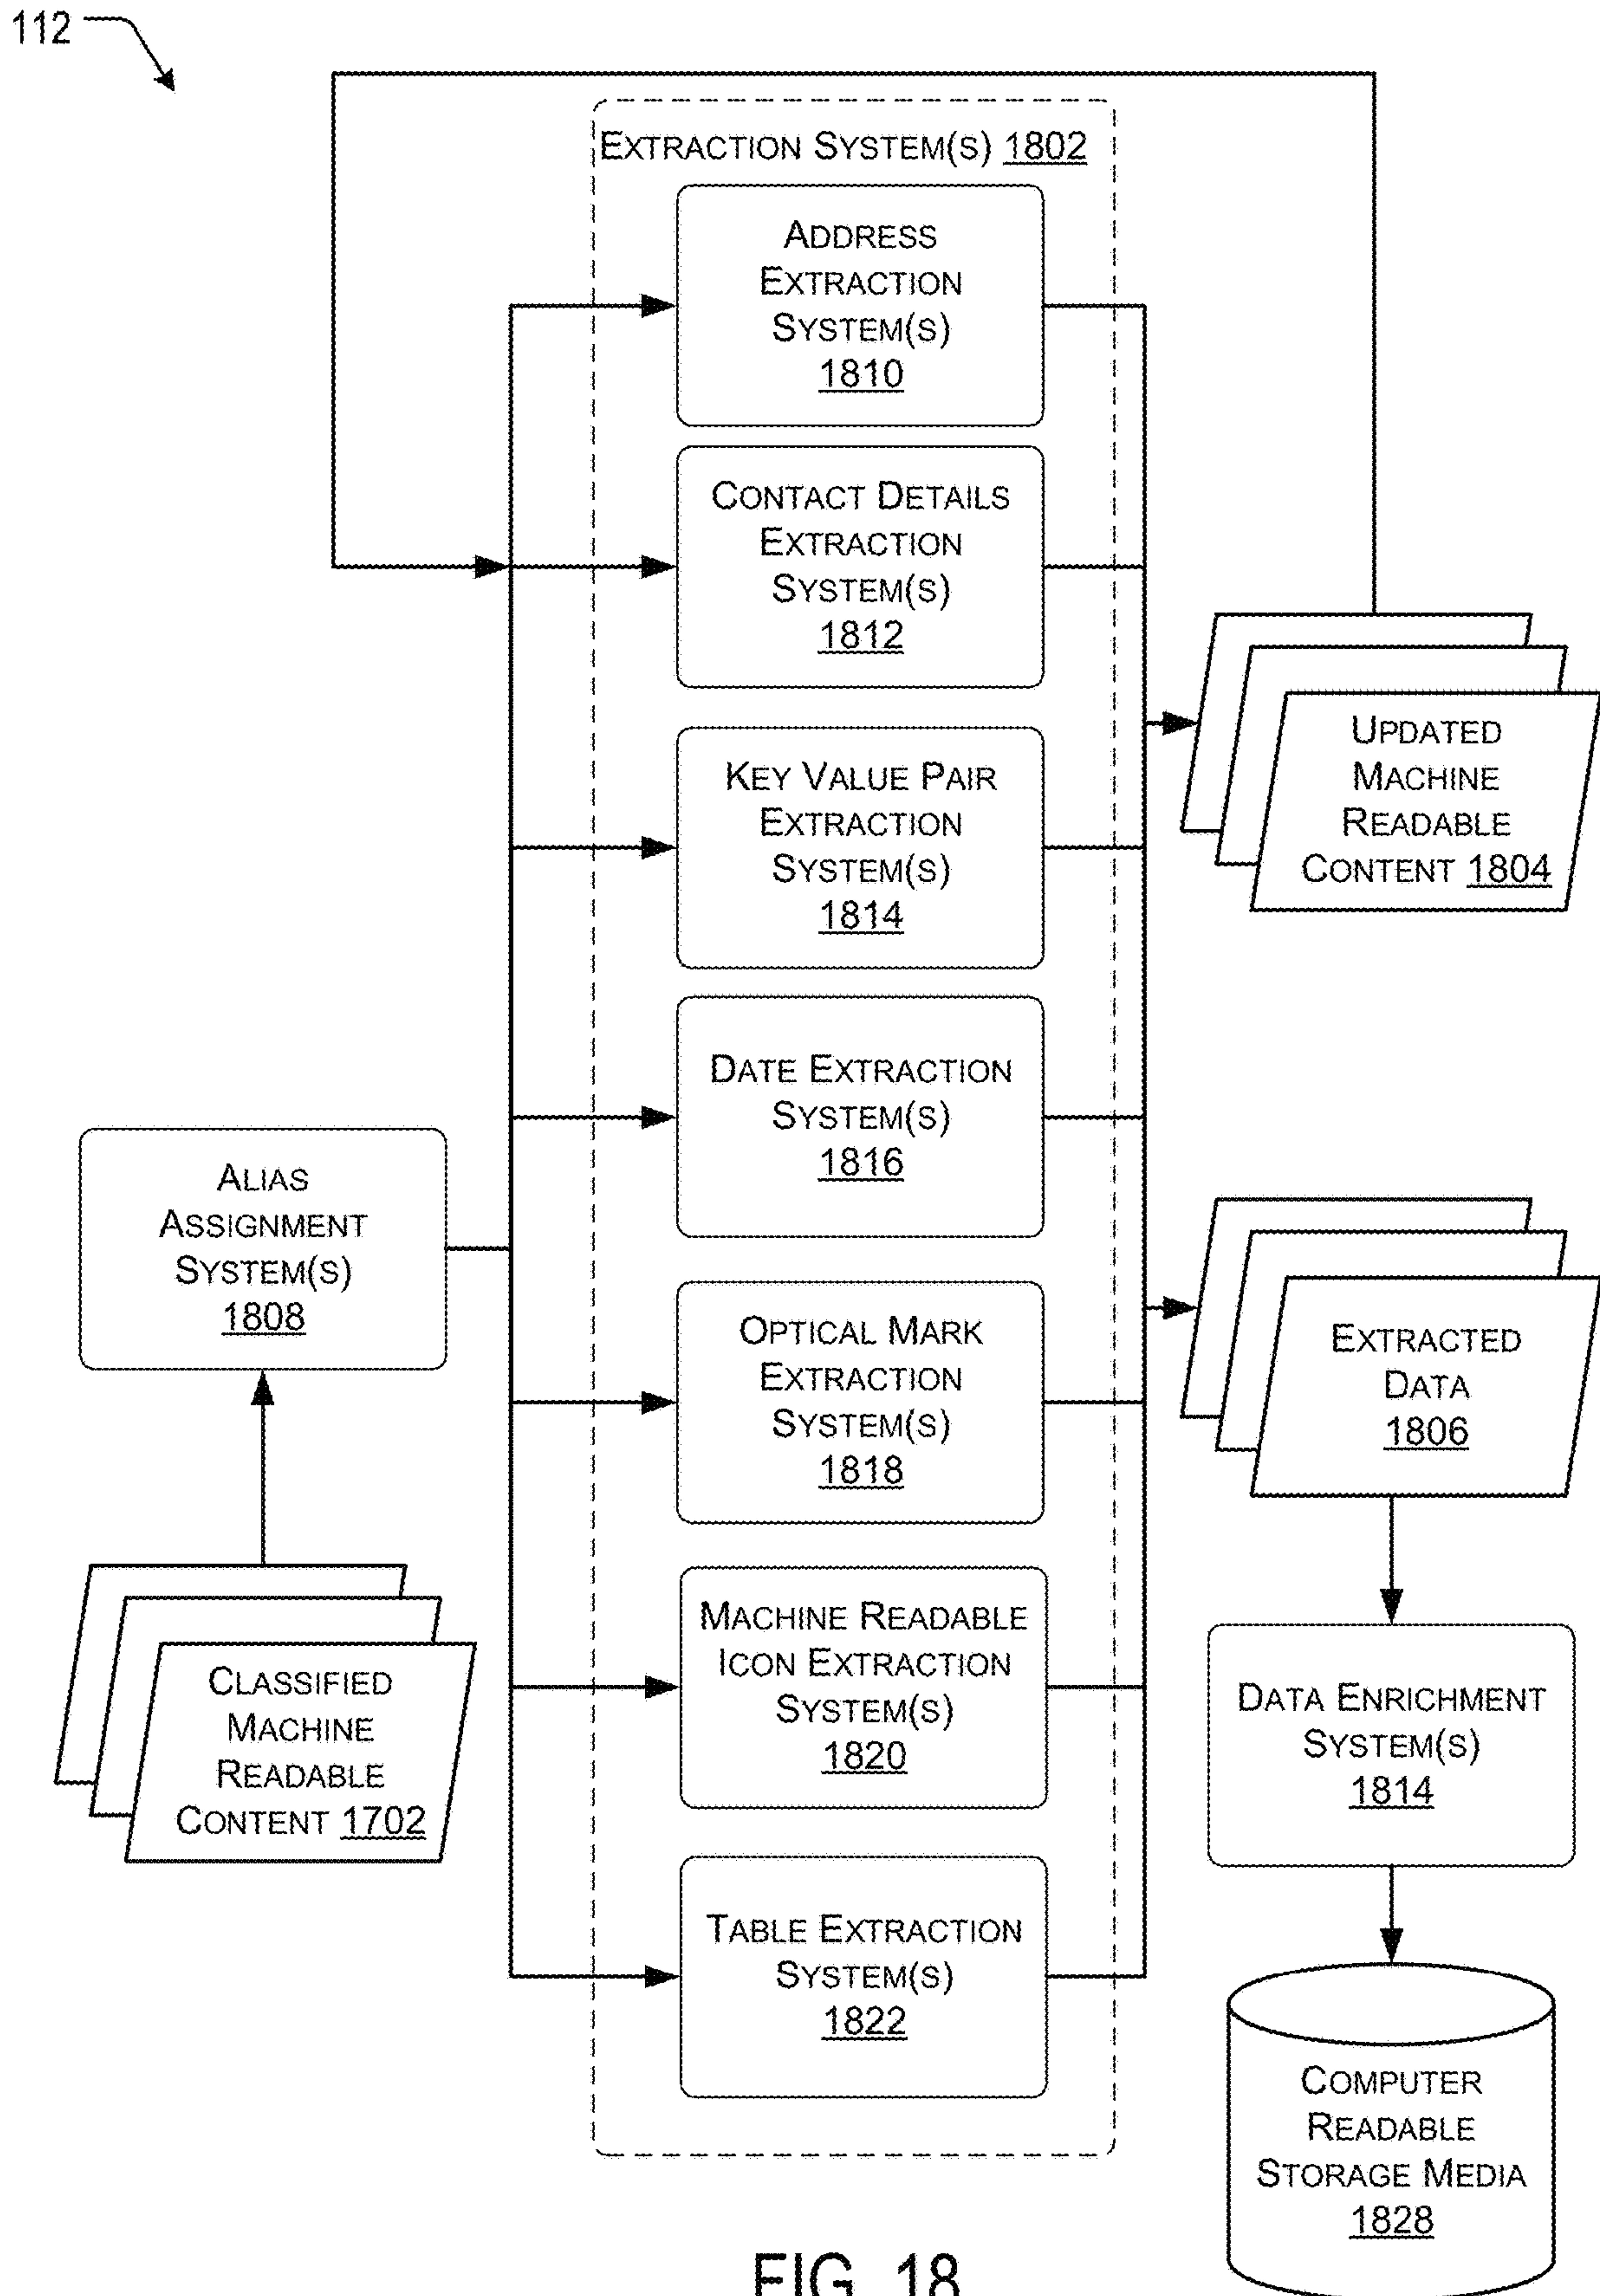 112
EXTRACTION SYSTEM(S) 1802
ADDRESS
EXTRACTION
SYSTEM(S)
1810
CONTACT DETAILS
EXTRACTION
SYSTEM(S)
1812
KEY VALUE PAIR
EXTRACTION
SYSTEM(S)
1814
DATE EXTRACTION
SYSTEM(S)
1816
OPTICAL MARK
EXTRACTION
SYSTEM(S)
1818
MACHINE READABLE
ICON EXTRACTION
SYSTEM(S)
1820
TABLE EXTRACTION
SYSTEM(S)
1822
ALIAS
ASSIGNMENT
SYSTEM(S)
1808
CLASSIFIED
MACHINE
READABLE
CONTENT 1702
UPDATED
MACHINE
READABLE
CONTENT 1804
EXTRACTED
DATA
1806
DATA ENRICHMENT
SYSTEM(S)
1814
COMPUTER
READABLE
STORAGE MEDIA
1828
FIG. 18